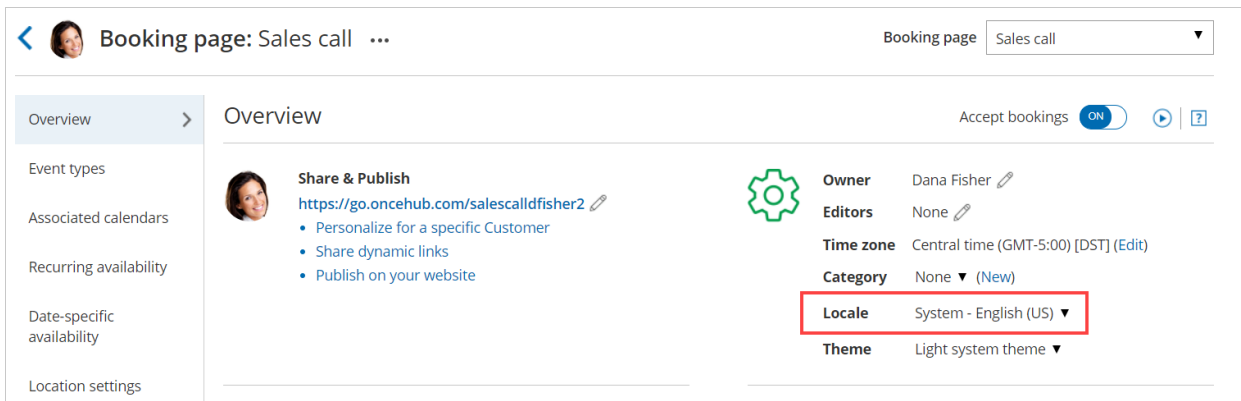 Booking page: Sales call ...
Booking page Sales call
Overview
Event types
Associated calendars
Recurring availability
Date-specific
availability
Location settings
Overview
Accept bookings ON
?
Share & Publish
https://go.oncehub.com/salescalldfisher2
• Personalize for a specific Customer
• Share dynamic links
• Publish on your website
Owner Dana Fisher
Editors None
Time zone Central time (GMT-5:00) [DST] (Edit)
Category None ▼ (New)
Locale System - English (US) ▼
Theme Light system theme ▼